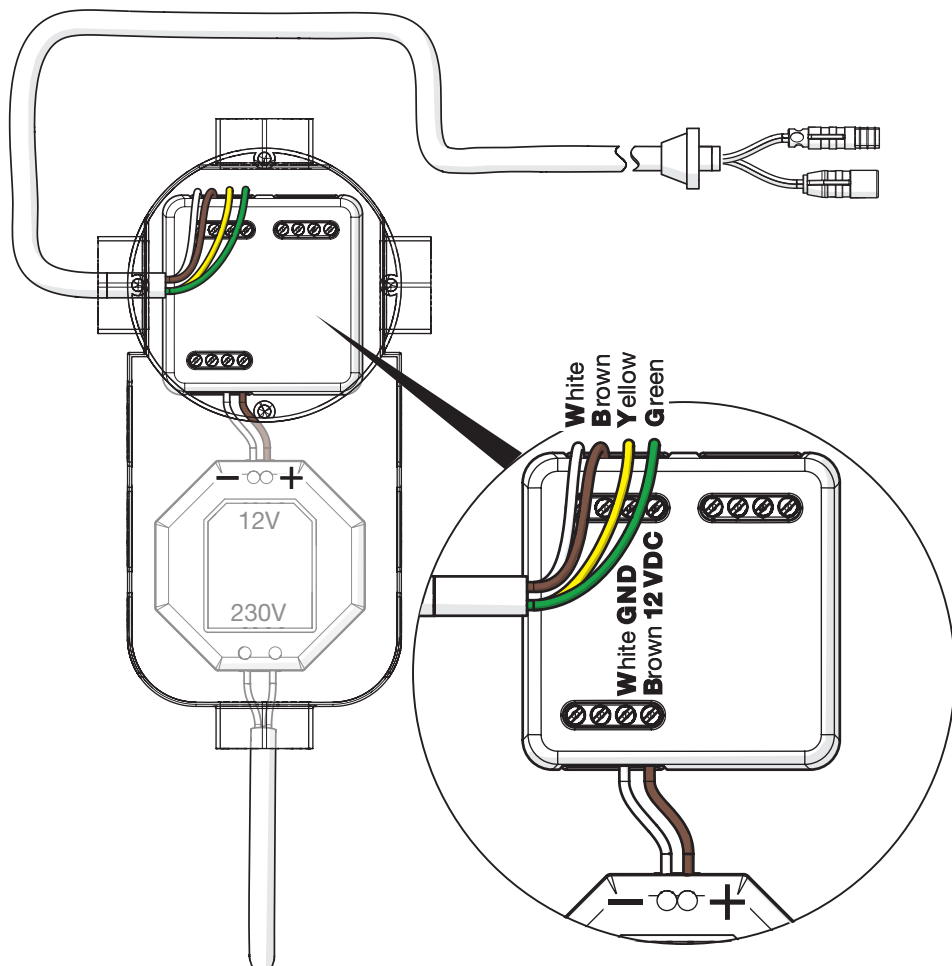 White
Brown
Yellow
Green
−
+
12V
230V
White GND
Brown 12 VDC
−
+